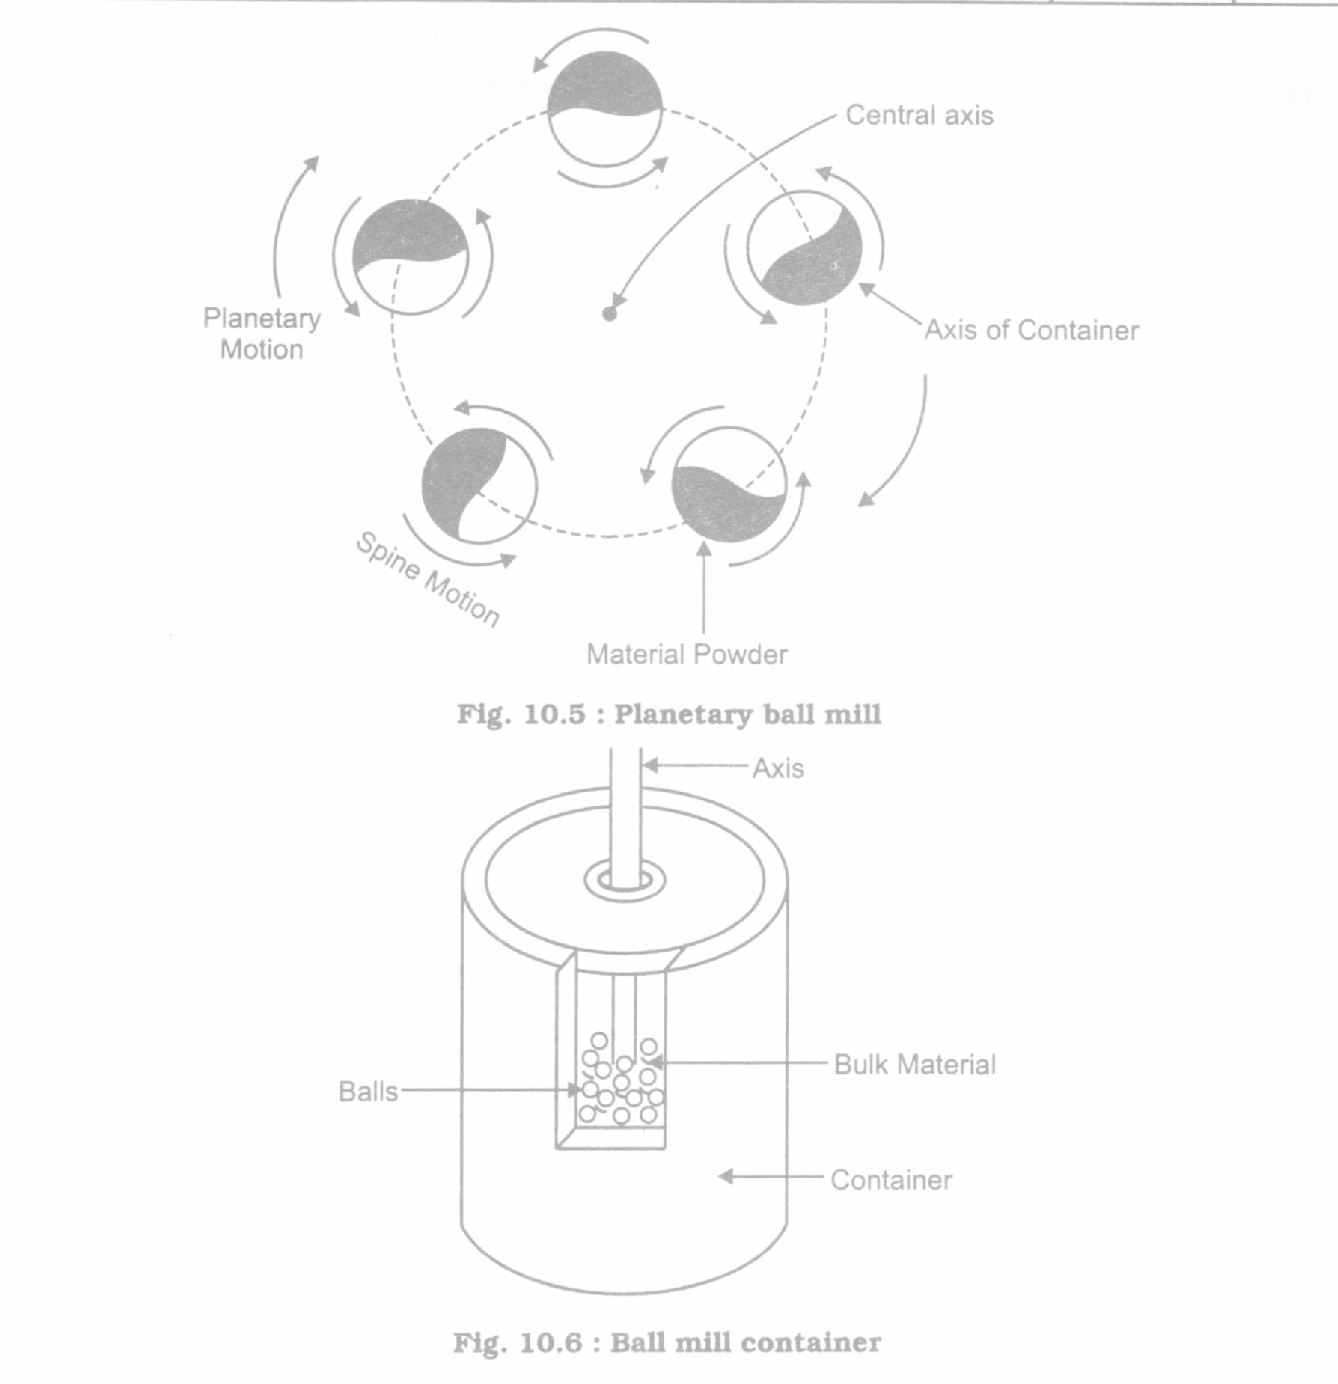 Central axis
Axis of Container
Planetary
Motion
Spine Motion
Material Powder
Fig. 10.5 : Planetary ball mill
Axis
Bulk Material
Balls
Container
Fig. 10.6 : Ball mill container